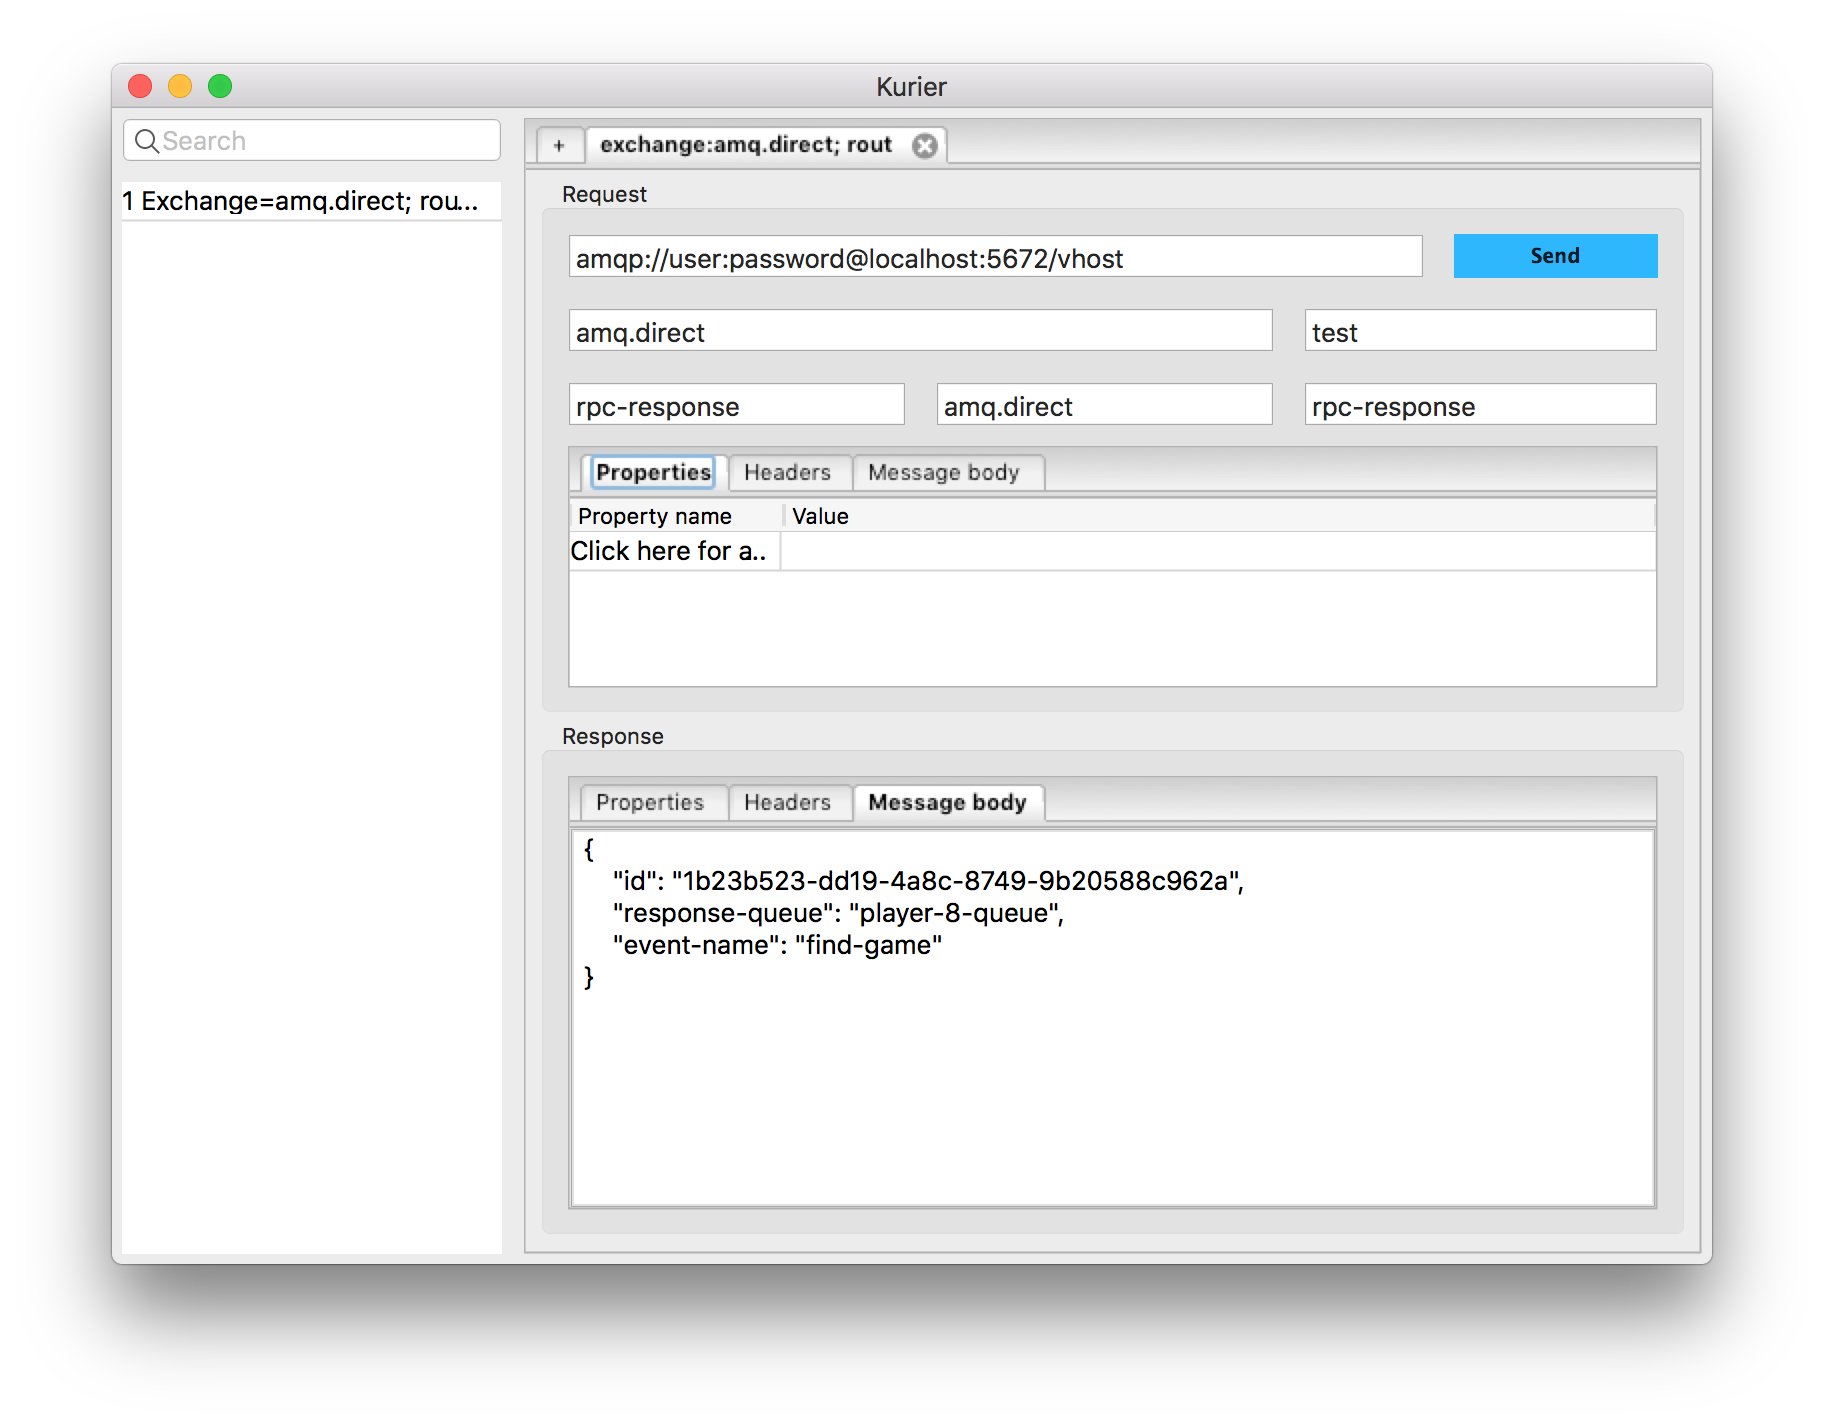 Kurier
Search
1 Exchange=amq.direct; rou...
+
exchange:amq.direct; rout
Request
amqp://user:password@localhost:5672/vhost
Send
amq.direct
test
rpc-response
amq.direct
rpc-response
Properties
Headers
Message body
Property name
Value
Click here for a..
Response
Properties
Headers
Message body
{
"id": "1b23b523-dd19-4a8c-8749-9b20588c962a",
"response-queue": "player-8-queue",
"event-name": "find-game"
}